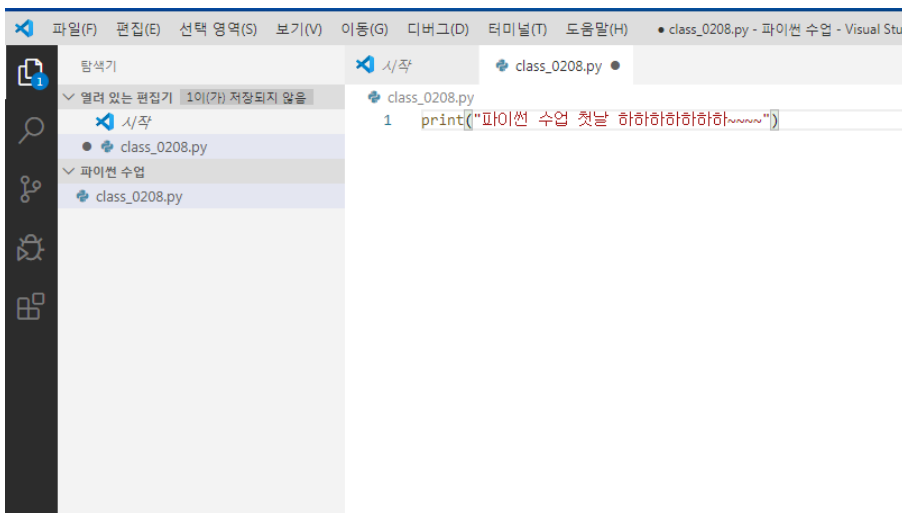 파일(F) 편집(E) 선택 영역(S) 보기(V) 이동(G) 디버그(D) 터미널(T) 도움말(H) ● class_0208.py - 파이썬 수업 - Visual Stu
탐색기
열려 있는 편집기 1이(가) 저장되지 않음
시작
● class_0208.py
파이썬 수업
class_0208.py
1
시작 class_0208.py ●
class_0208.py
1 print("파이썬 수업 첫날 하하하하하하하~~~~")